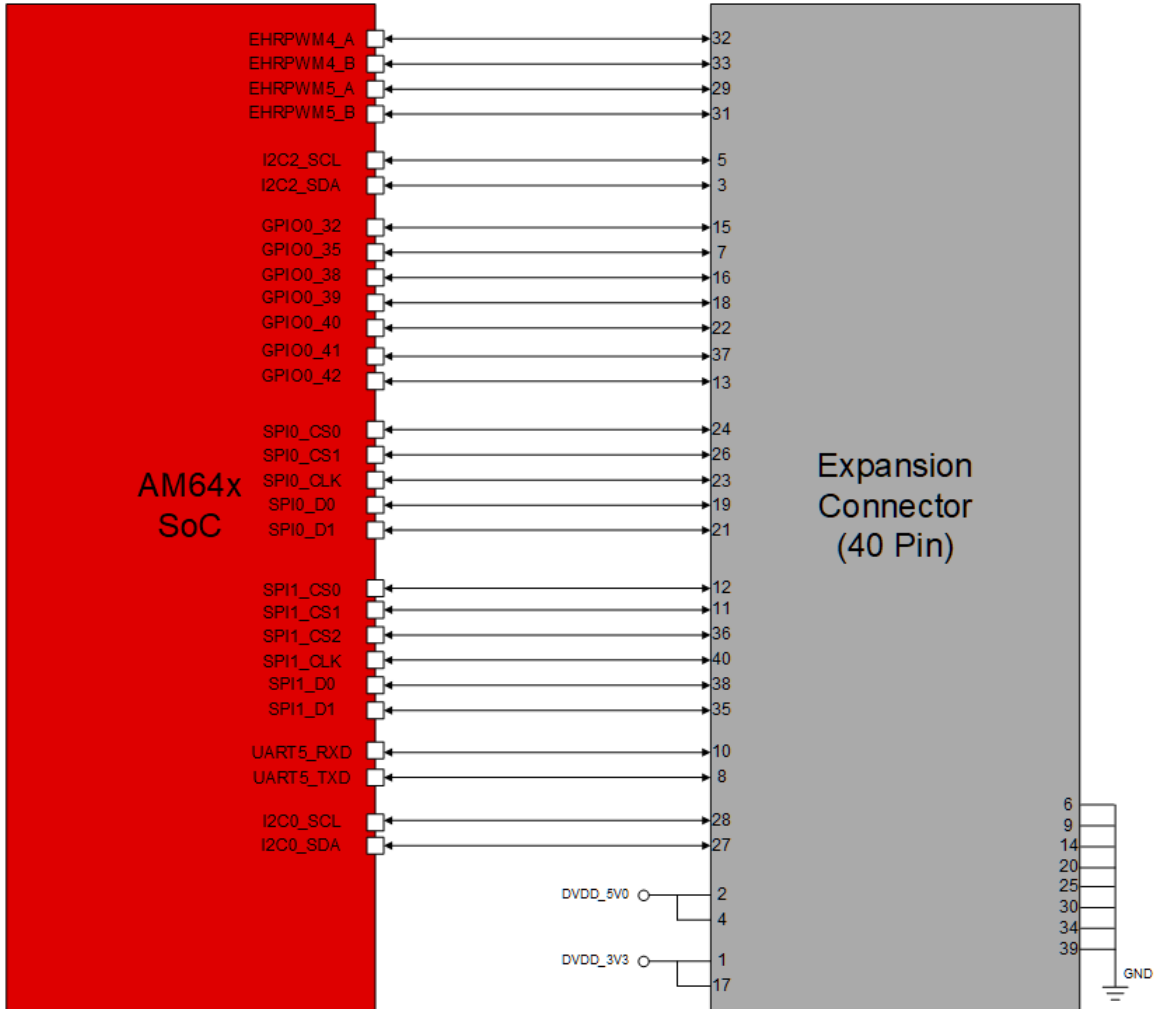 EHRPWM4_A 32
EHRPWM4_B 33
EHRPWM5_A 29
EHRPWM5_B 31
I2C2_SCL 5
I2C2_SDA 3
GPIO0_32 15
GPIO0_35 7
GPIO0_38 16
GPIO0_39 18
GPIO0_40 22
GPIO0_41 37
GPIO0_42 13
SPI0_CS0 24
SPI0_CS1 26
SPI0_CLK 23
SPI0_D0 19
SPI0_D1 21
AM64x
SoC
Expansion
Connector
(40 Pin)
SPI1_CS0 12
SPI1_CS1 11
SPI1_CS2 36
SPI1_CLK 40
SPI1_D0 38
SPI1_D1 35
UART5_RXD 10
UART5_TXD 8
I2C0_SCL 28
I2C0_SDA 27
DVDD_5V0 2
4
DVDD_3V3 1
17
6
9
14
20
25
30
34
39
GND